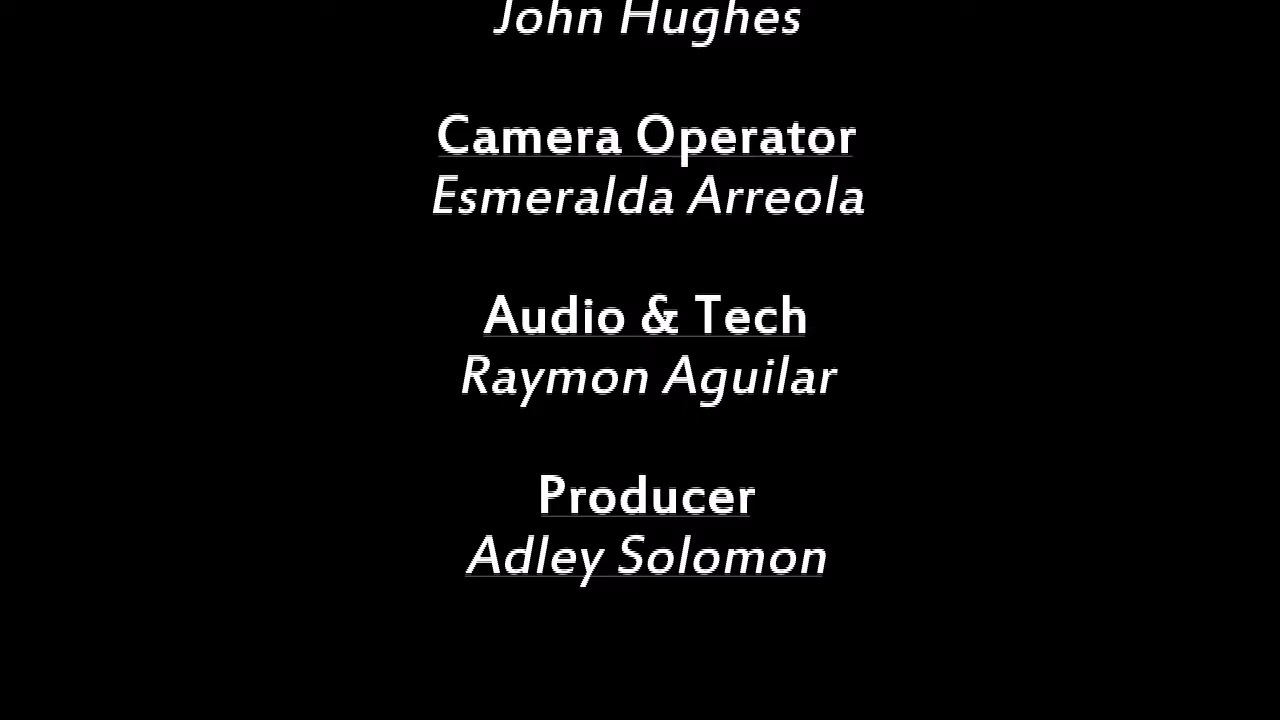 John Hughes
Camera Operator
Esmeralda Arreola
Audio & Tech
Raymon Aguilar
Producer
Adley Solomon